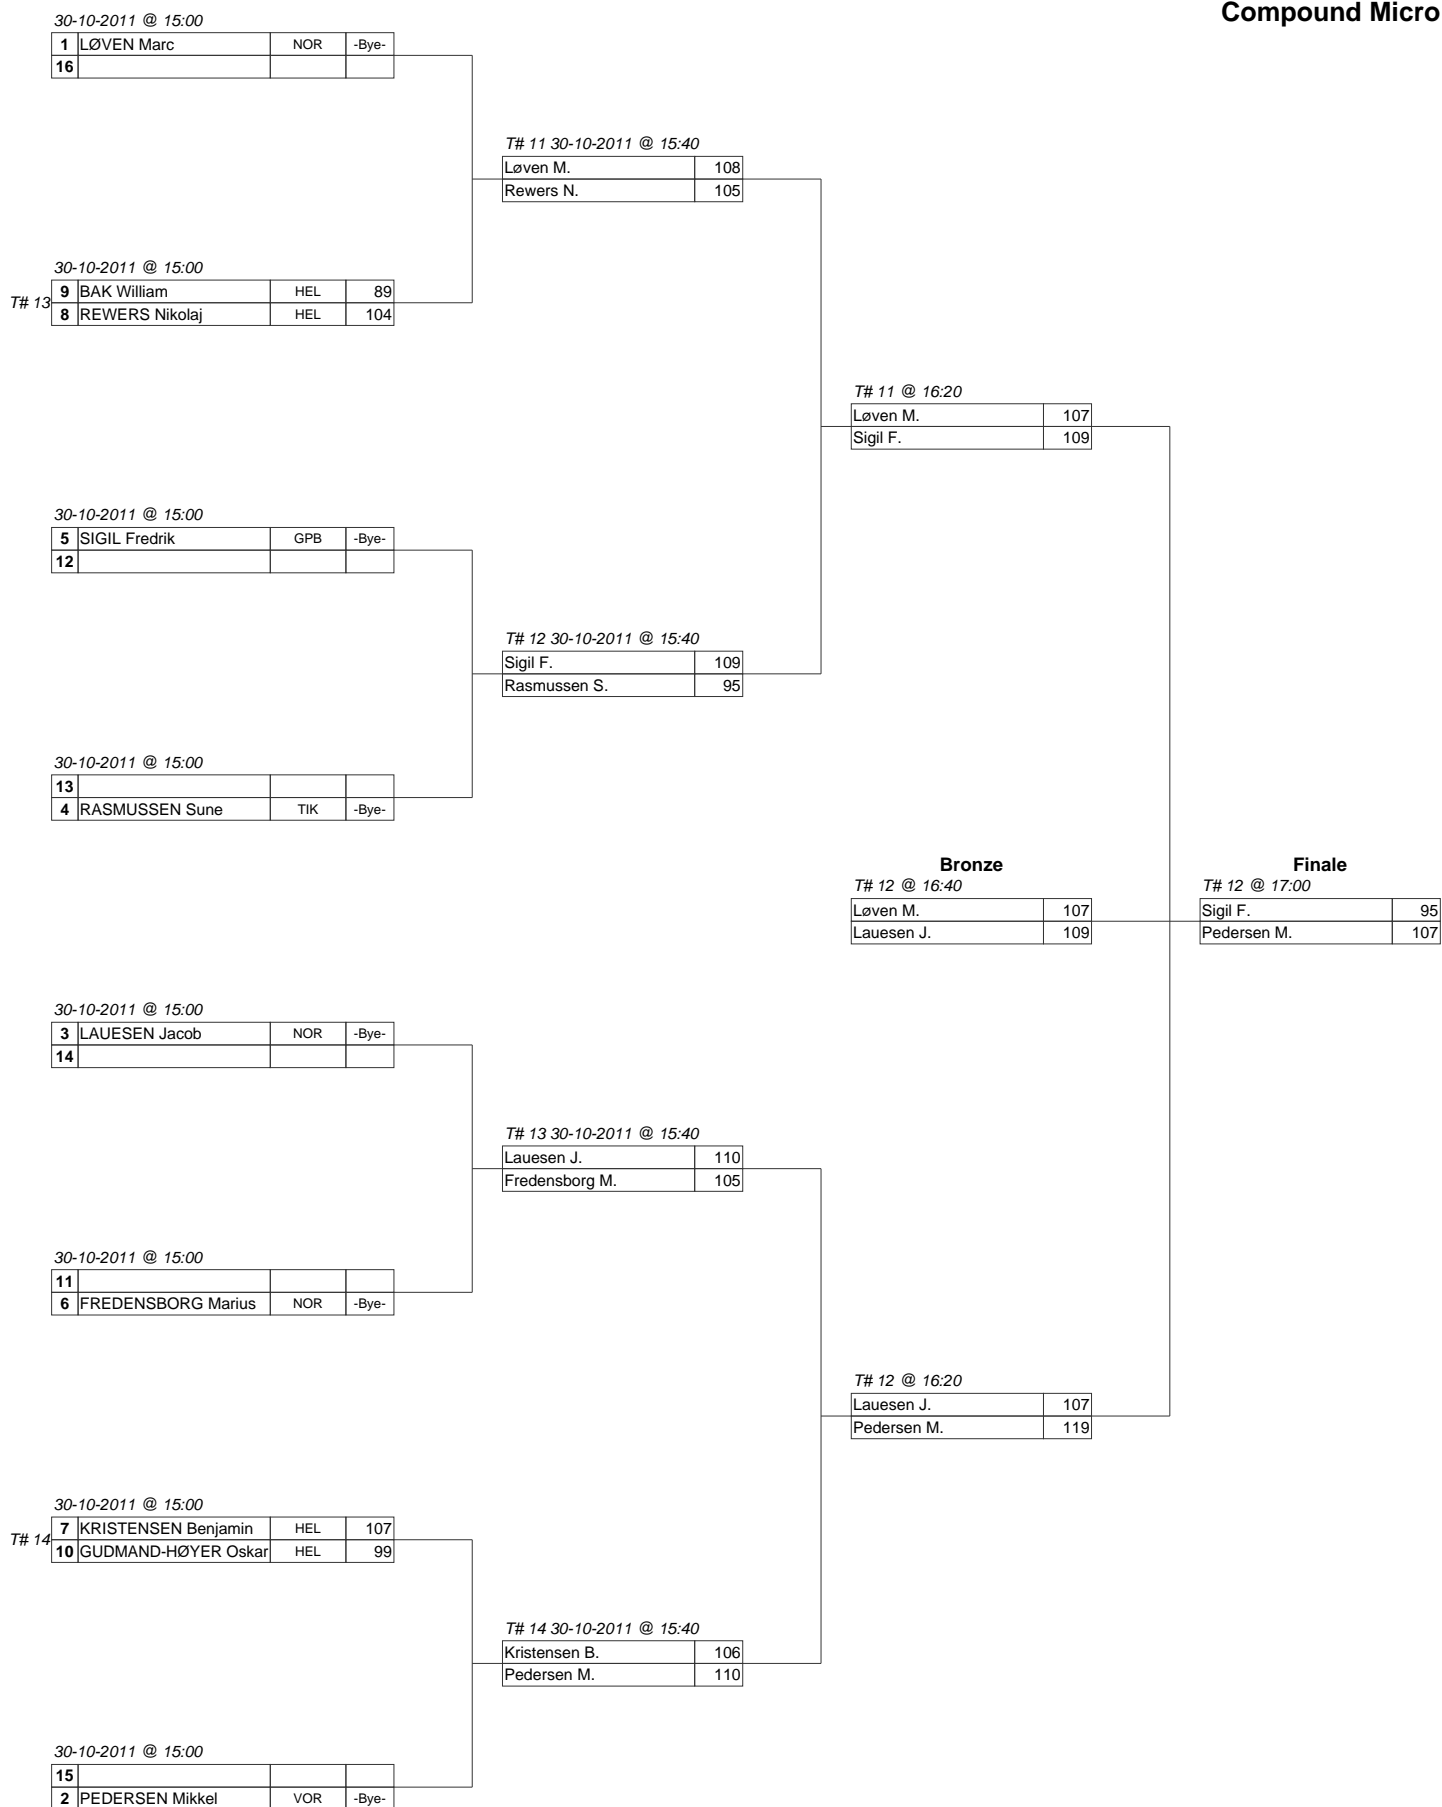 Compound Micro
30-10-2011 @ 15:00
1 LØVEN Marc NOR -Bye-
16
T# 11 30-10-2011 @ 15:40
Løven M. 108
Rewers N. 105
30-10-2011 @ 15:00
T# 13
9 BAK William HEL 89
8 REWERS Nikolaj HEL 104
T# 11 @ 16:20
Løven M. 107
Sigil F. 109
30-10-2011 @ 15:00
5 SIGIL Fredrik GPB -Bye-
12
T# 12 30-10-2011 @ 15:40
Sigil F. 109
Rasmussen S. 95
30-10-2011 @ 15:00
13
4 RASMUSSEN Sune TIK -Bye-
Bronze
T# 12 @ 16:40
Løven M. 107
Lauesen J. 109
Finale
T# 12 @ 17:00
Sigil F. 95
Pedersen M. 107
30-10-2011 @ 15:00
3 LAUESEN Jacob NOR -Bye-
14
T# 13 30-10-2011 @ 15:40
Lauesen J. 110
Fredensborg M. 105
30-10-2011 @ 15:00
11
6 FREDENSBORG Marius NOR -Bye-
T# 12 @ 16:20
Lauesen J. 107
Pedersen M. 119
30-10-2011 @ 15:00
T# 14
7 KRISTENSEN Benjamin HEL 107
10 GUDMAND-HØYER Oskar HEL 99
T# 14 30-10-2011 @ 15:40
Kristensen B. 106
Pedersen M. 110
30-10-2011 @ 15:00
15
2 PEDERSEN Mikkel VOR -Bye-